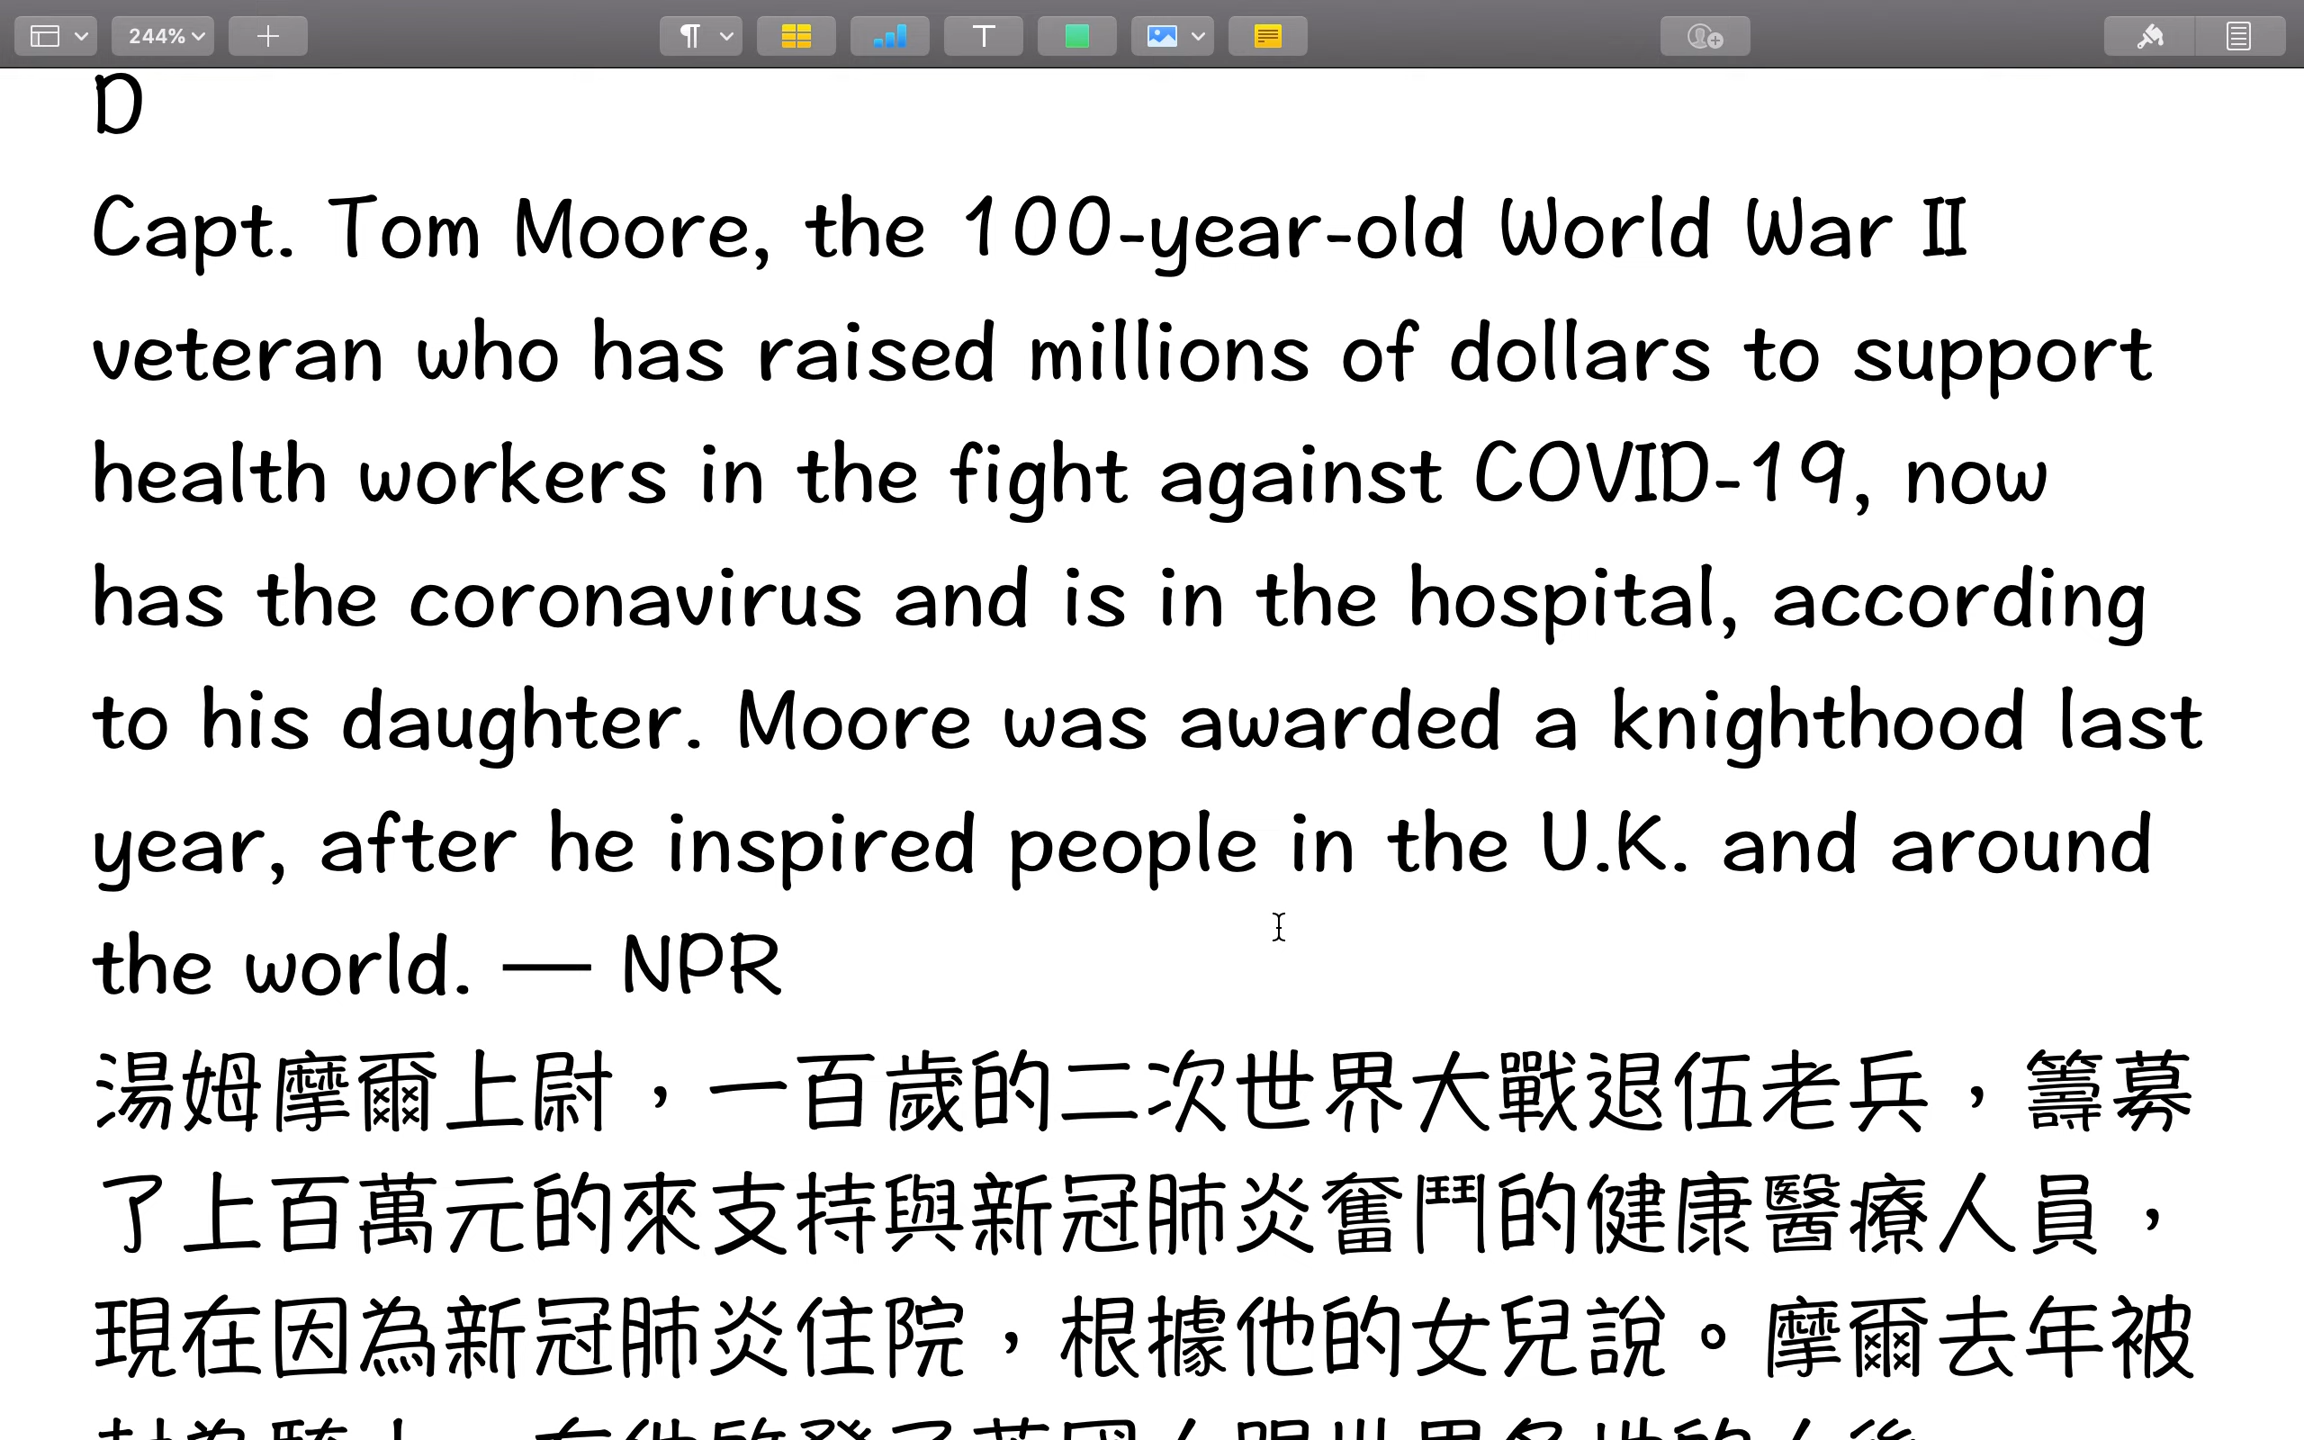 244%
D
Capt. Tom Moore, the 100-year-old World War II
veteran who has raised millions of dollars to support
health workers in the fight against COVID-19, now
has the coronavirus and is in the hospital, according
to his daughter. Moore was awarded a knighthood last
year, after he inspired people in the U.K. and around
the world. — NPR
湯姆摩爾上尉，一百歲的二次世界大戰退伍老兵，籌募
了上百萬元的來支持與新冠肺炎奮鬥的健康醫療人員，
現在因為新冠肺炎住院，根據他的女兒說。摩爾去年被